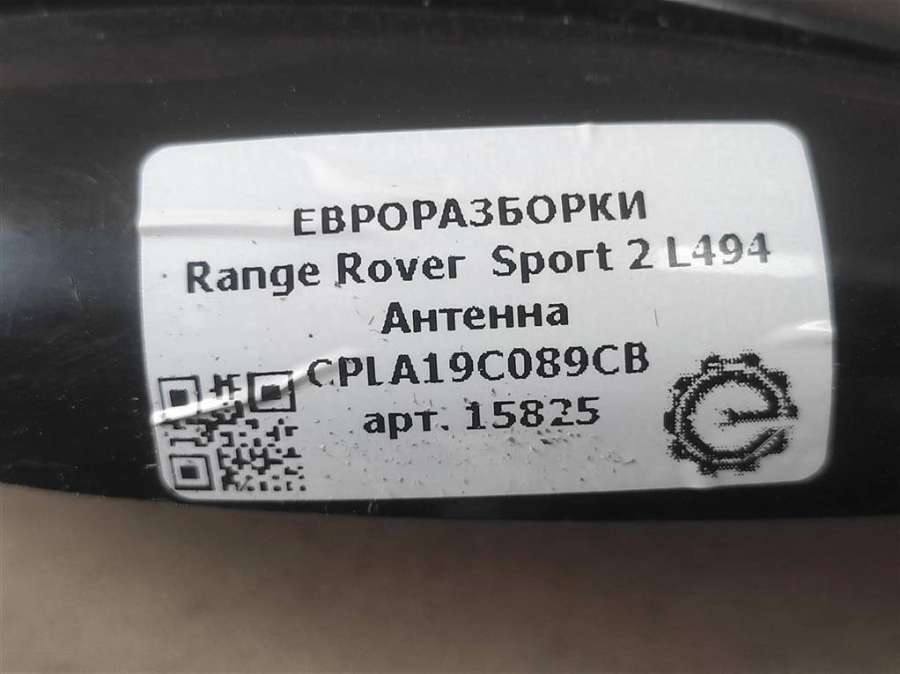 ЕВРОРАЗБОРКИ
Range Rover Sport 2 L494
Антенна
CPLA19C089CB
арт. 15825